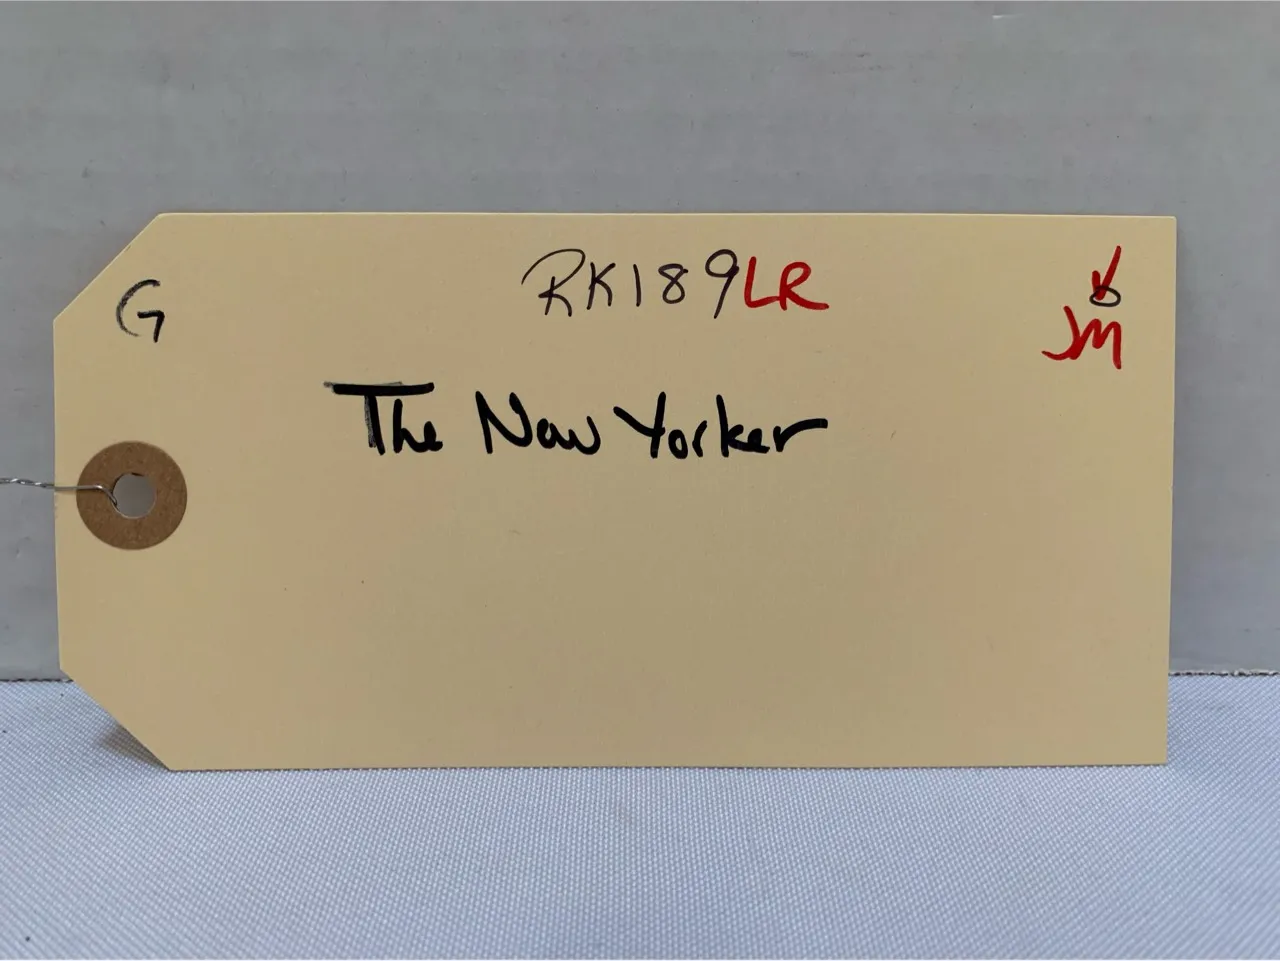 G
RK189LR
JM
The New Yorker